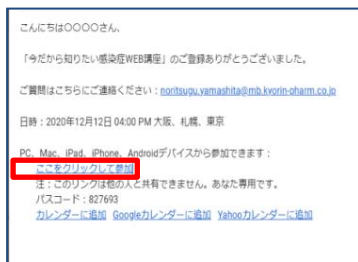 こんにちは〇〇〇〇さん、
「今だから知りたい感染症WEB講座」のご登録ありがとうございました。
ご質問はこちらにご連絡ください：noritsugu.yamashita@mb.kyorin-pharm.co.jp
日時：2020年12月12日 04:00 PM 大阪、札幌、東京
PC、Mac、iPad、iPhone、Androidデバイスから参加できます：
ここをクリックして参加
注：このリンクは他の人と共有できません。あなた専用です。
パスコード：827693
カレンダーに追加 Googleカレンダーに追加 Yahooカレンダーに追加